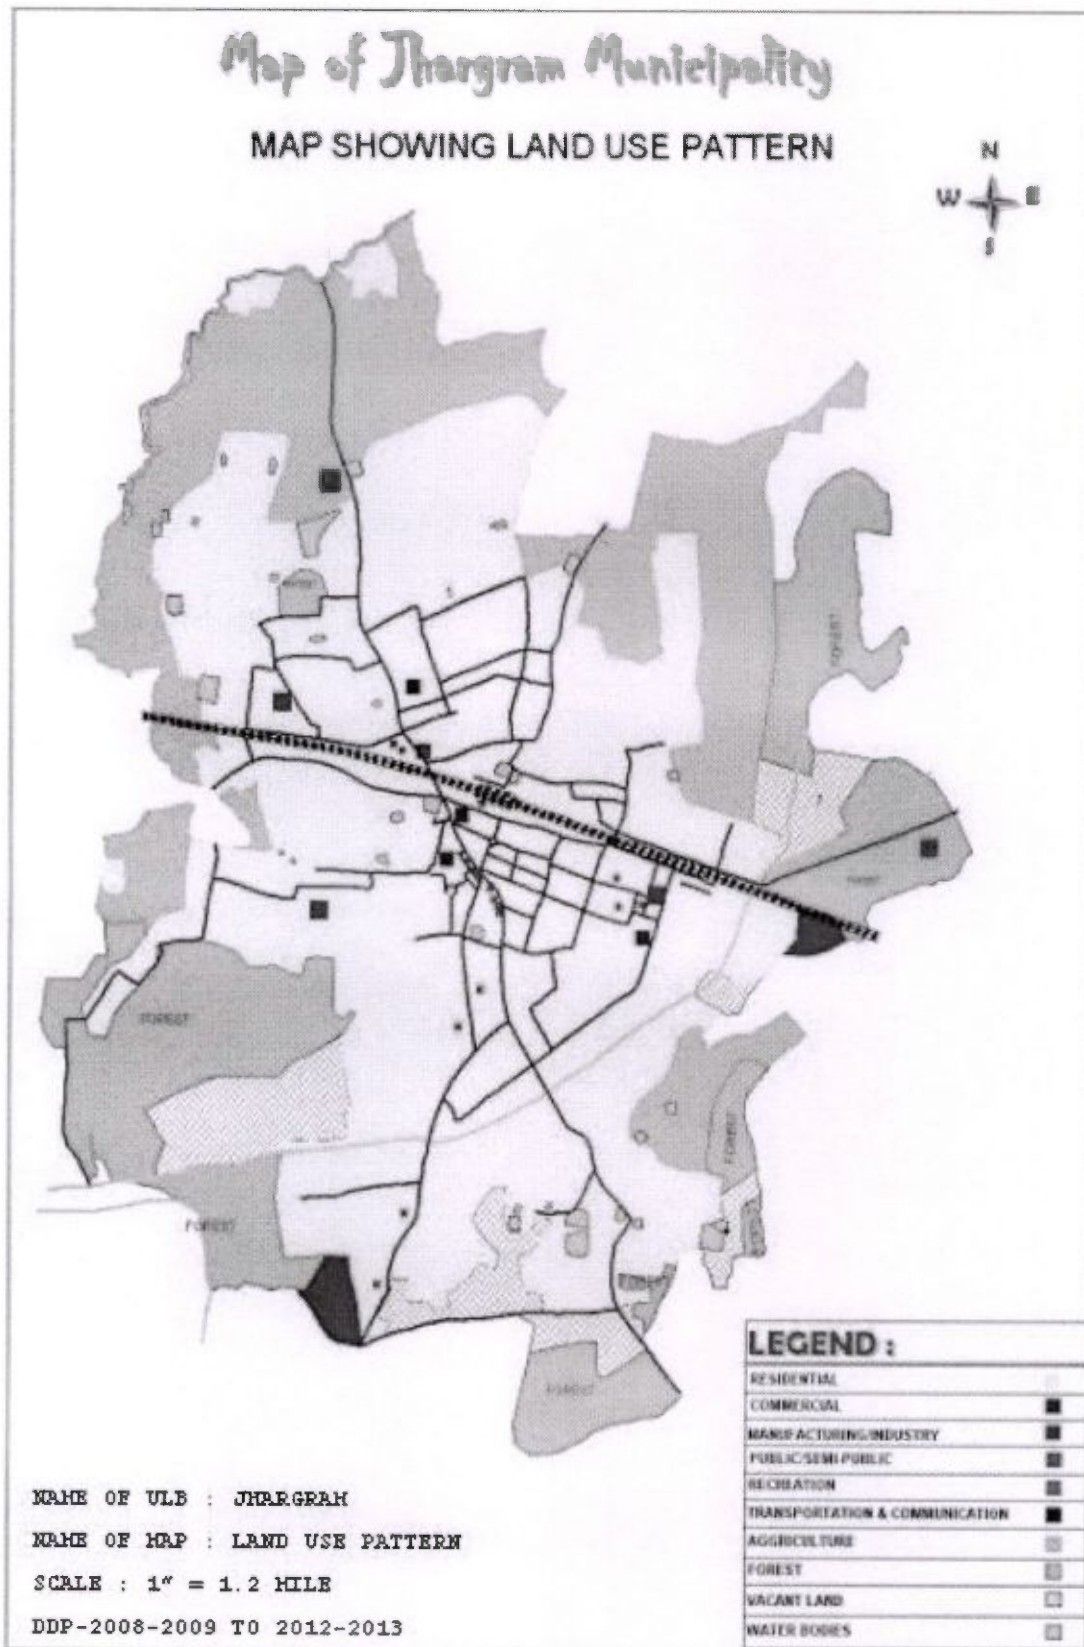 Map of Jhargram Municipality
MAP SHOWING LAND USE PATTERN
N
W E
S
FOREST
FOREST
FOREST
FOREST
FOREST
FOREST
LEGEND :
RESIDENTIAL
COMMERCIAL
MANUFACTURING/INDUSTRY
PUBLIC/SEMI-PUBLIC
RECREATION
TRANSPORTATION & COMMUNICATION
AGGRICULTURE
FOREST
VACANT LAND
WATER BODIES
NAME OF ULB : JHARGRAM
NAME OF MAP : LAND USE PATTERN
SCALE : 1" = 1.2 MILE
DDP-2008-2009 TO 2012-2013